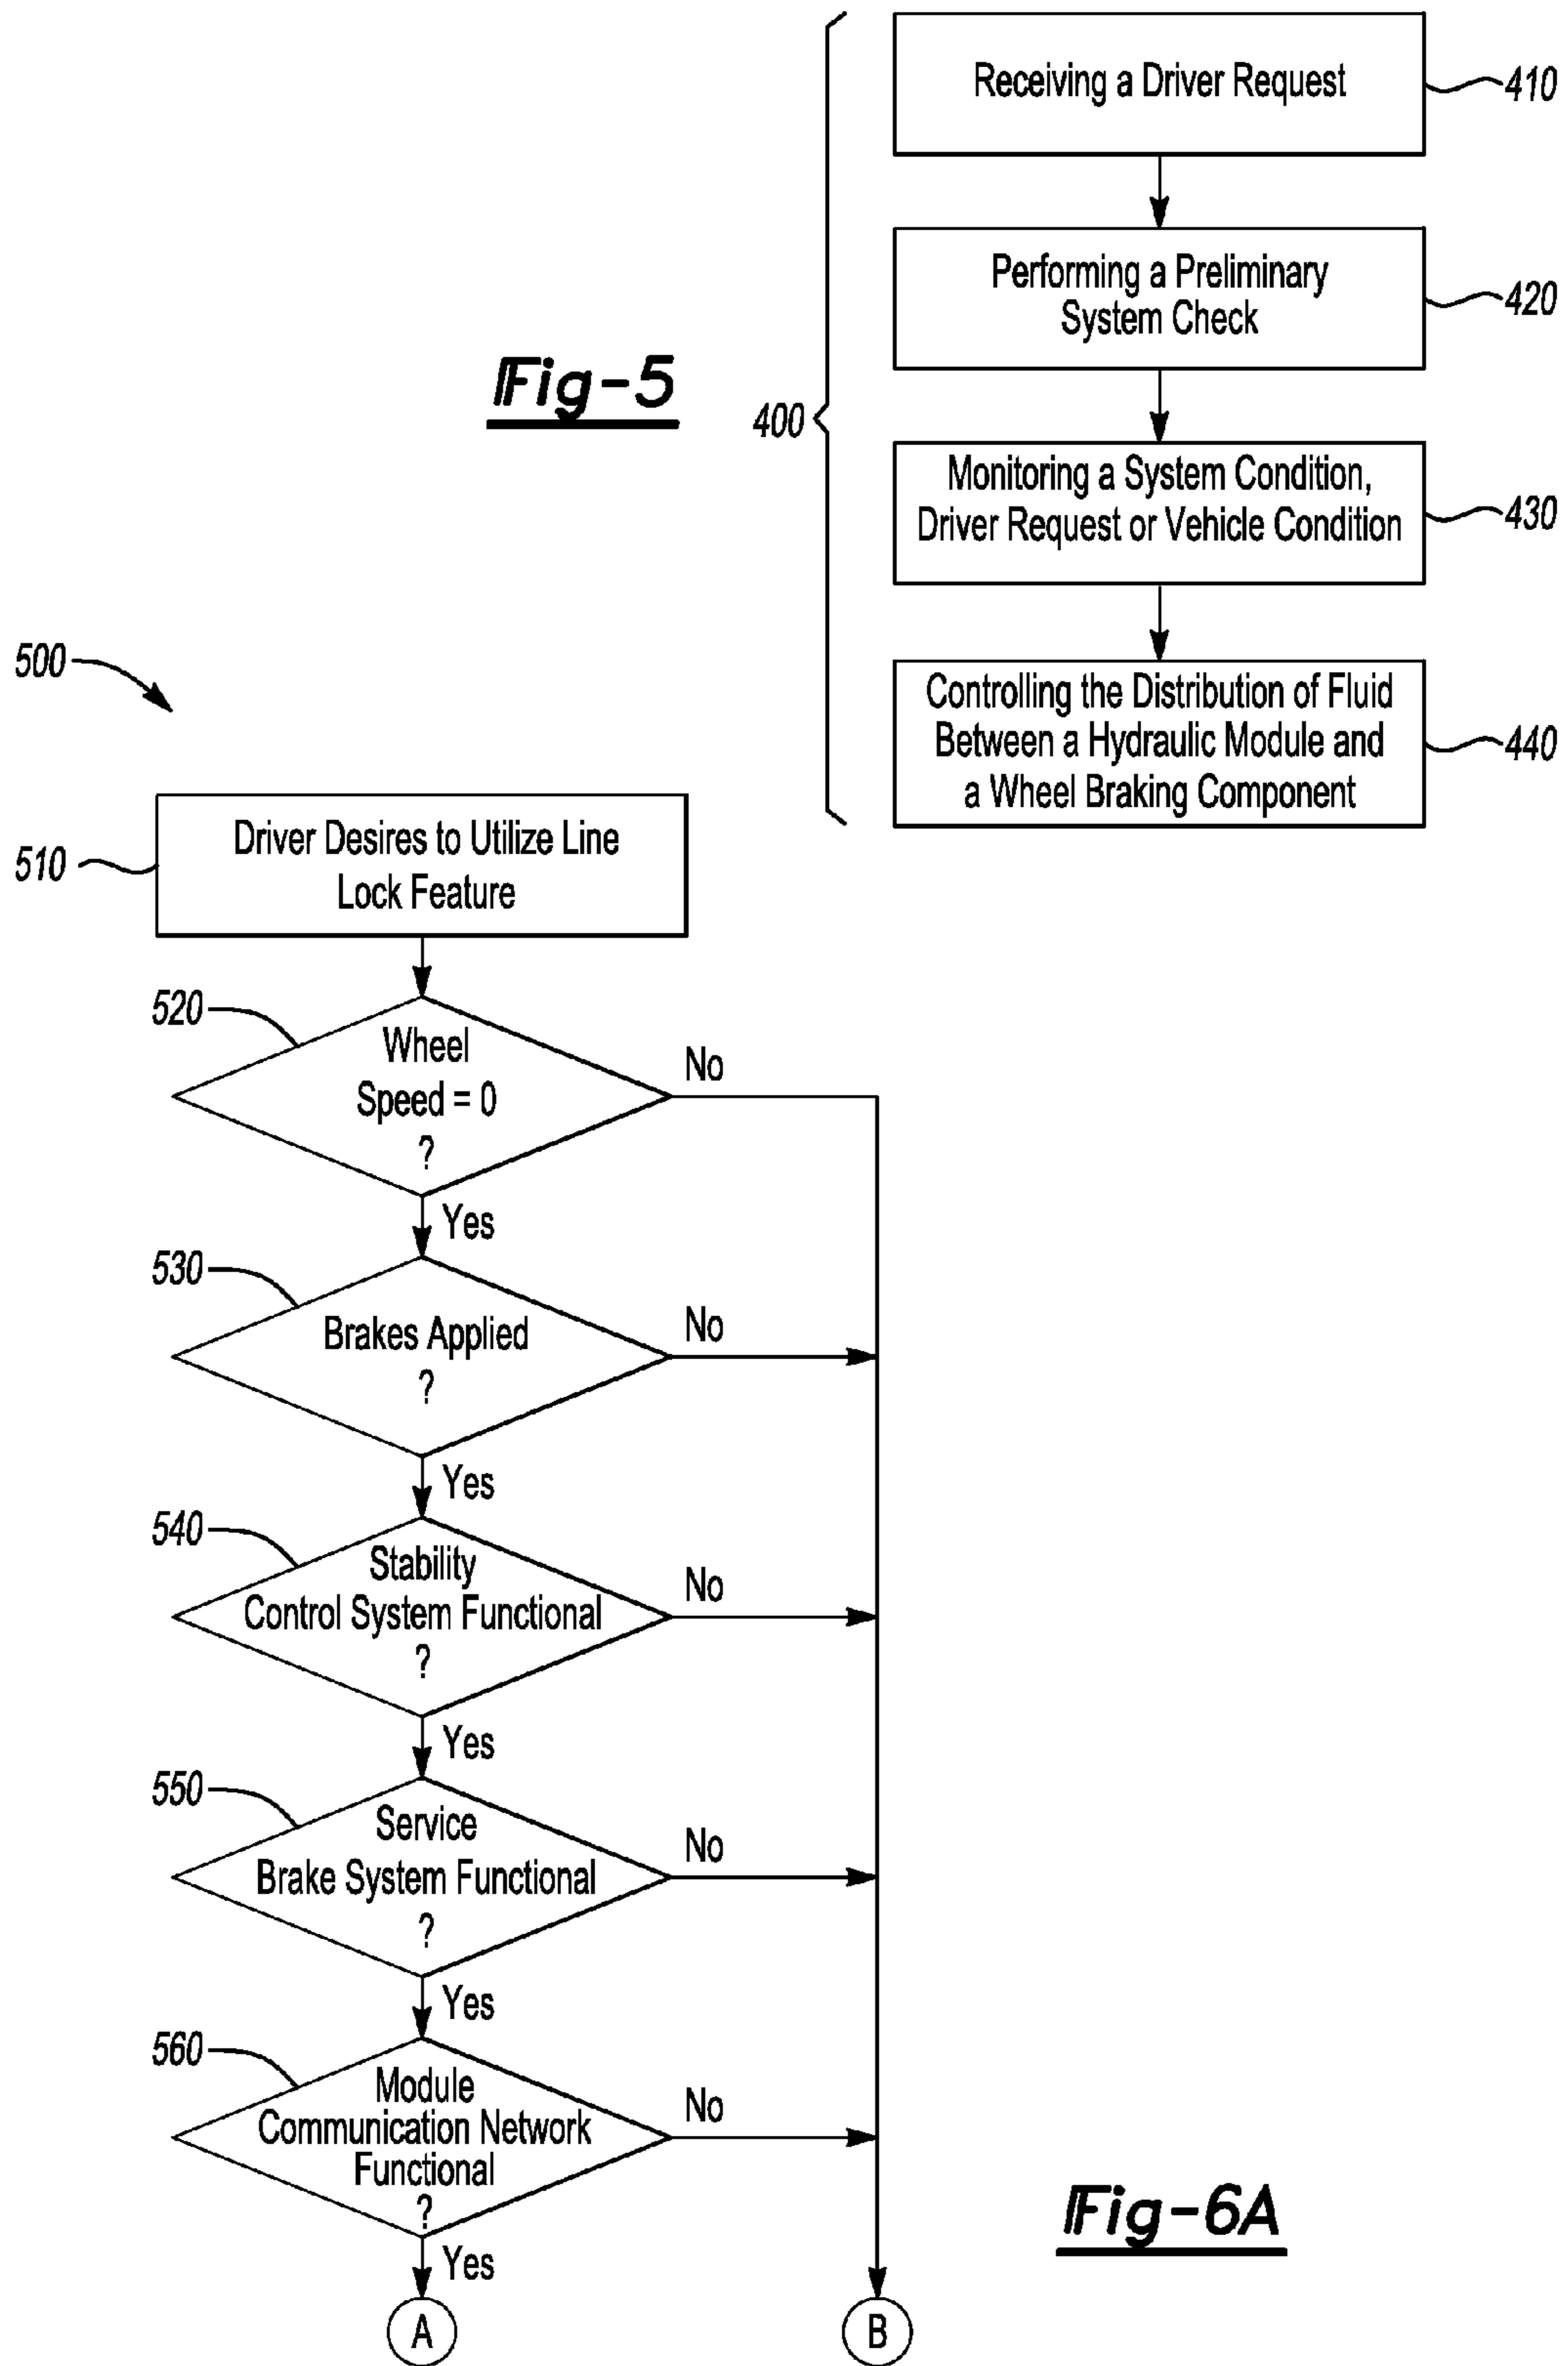 Receiving a Driver Request
410
Performing a Preliminary
System Check
420
Fig-5
400
Monitoring a System Condition,
Driver Request or Vehicle Condition
430
Controlling the Distribution of Fluid
Between a Hydraulic Module and
a Wheel Braking Component
440
500
Driver Desires to Utilize Line
Lock Feature
510
520
Wheel
Speed = 0
?
No
Yes
530
Brakes Applied
?
No
Yes
540
Stability
Control System Functional
?
No
Yes
550
Service
Brake System Functional
?
No
Yes
560
Module
Communication Network
Functional
?
No
Yes
A
B
Fig-6A